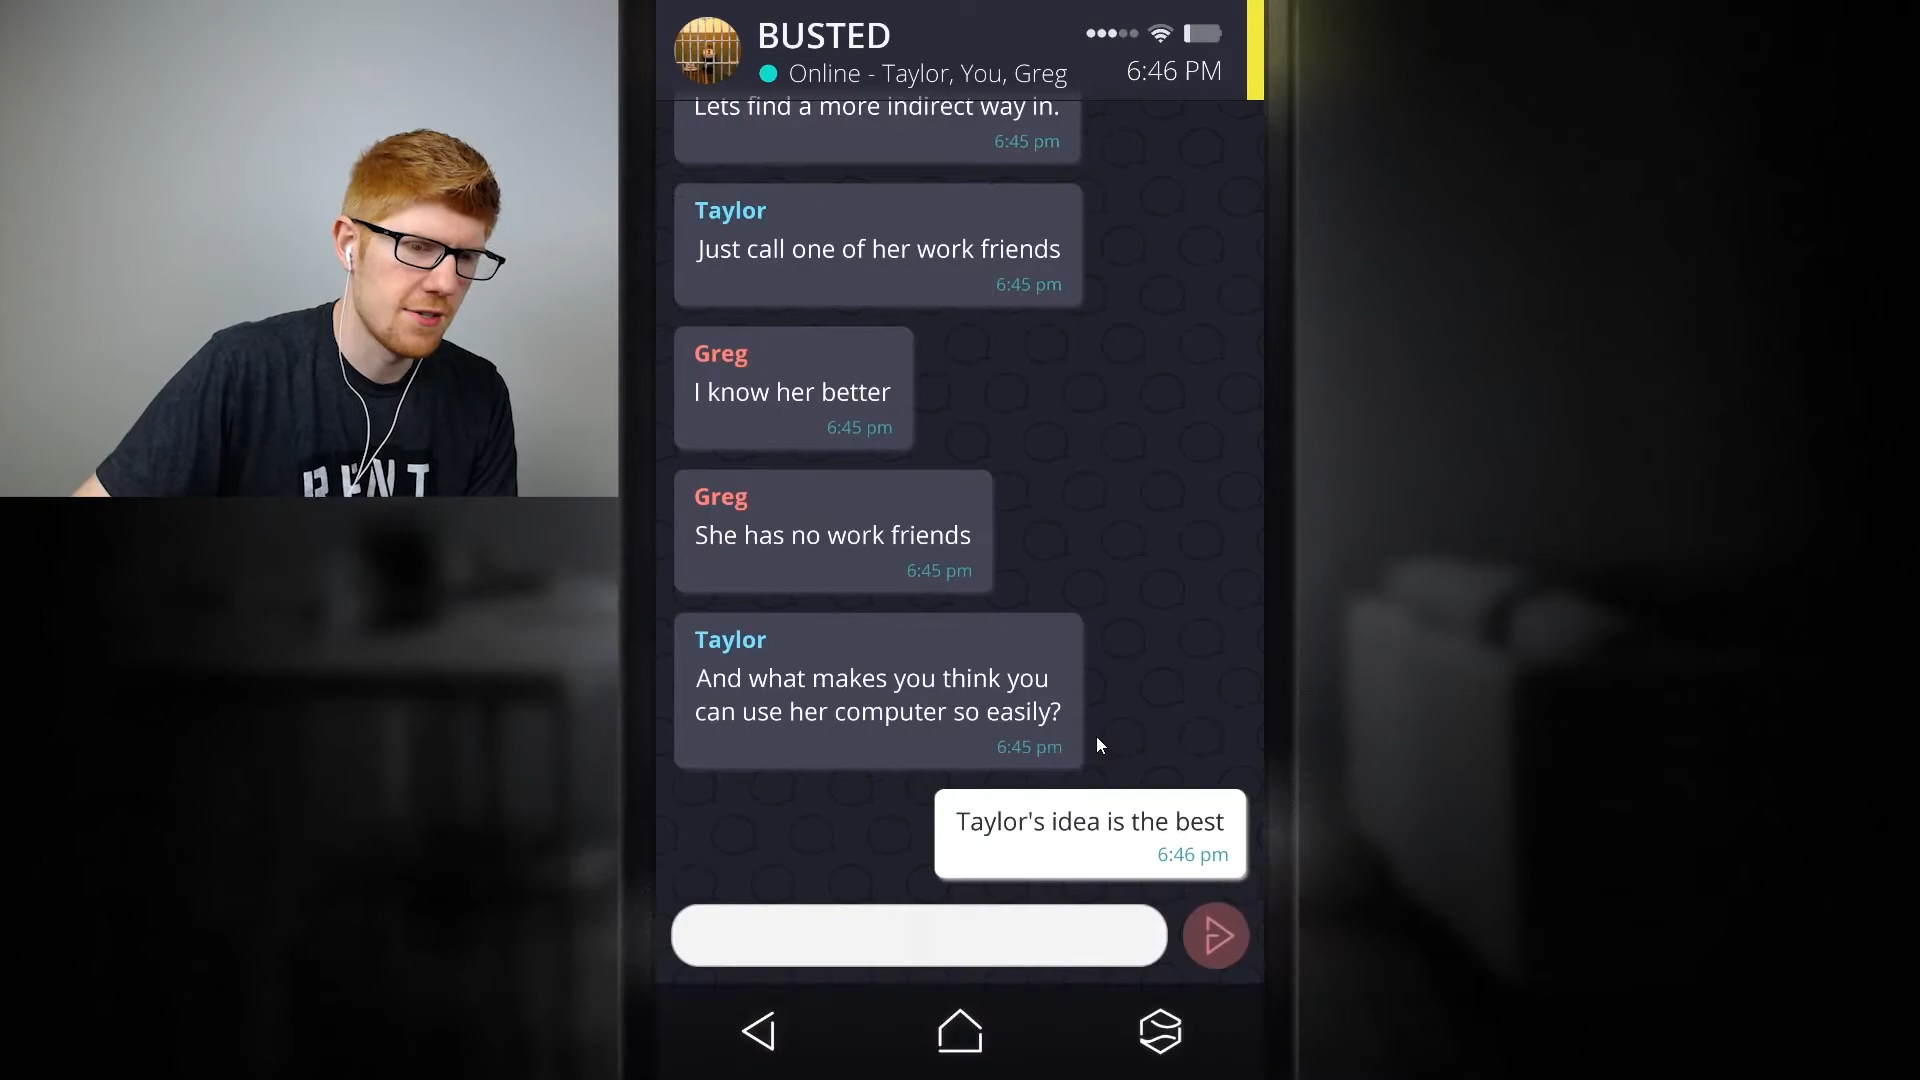 BUSTED
Online - Taylor, You, Greg
6:46 PM
Lets find a more indirect way in.
6:45 pm
Taylor
Just call one of her work friends
6:45 pm
Greg
I know her better
6:45 pm
Greg
She has no work friends
6:45 pm
Taylor
And what makes you think you
can use her computer so easily?
6:45 pm
Taylor's idea is the best
6:46 pm
RENT